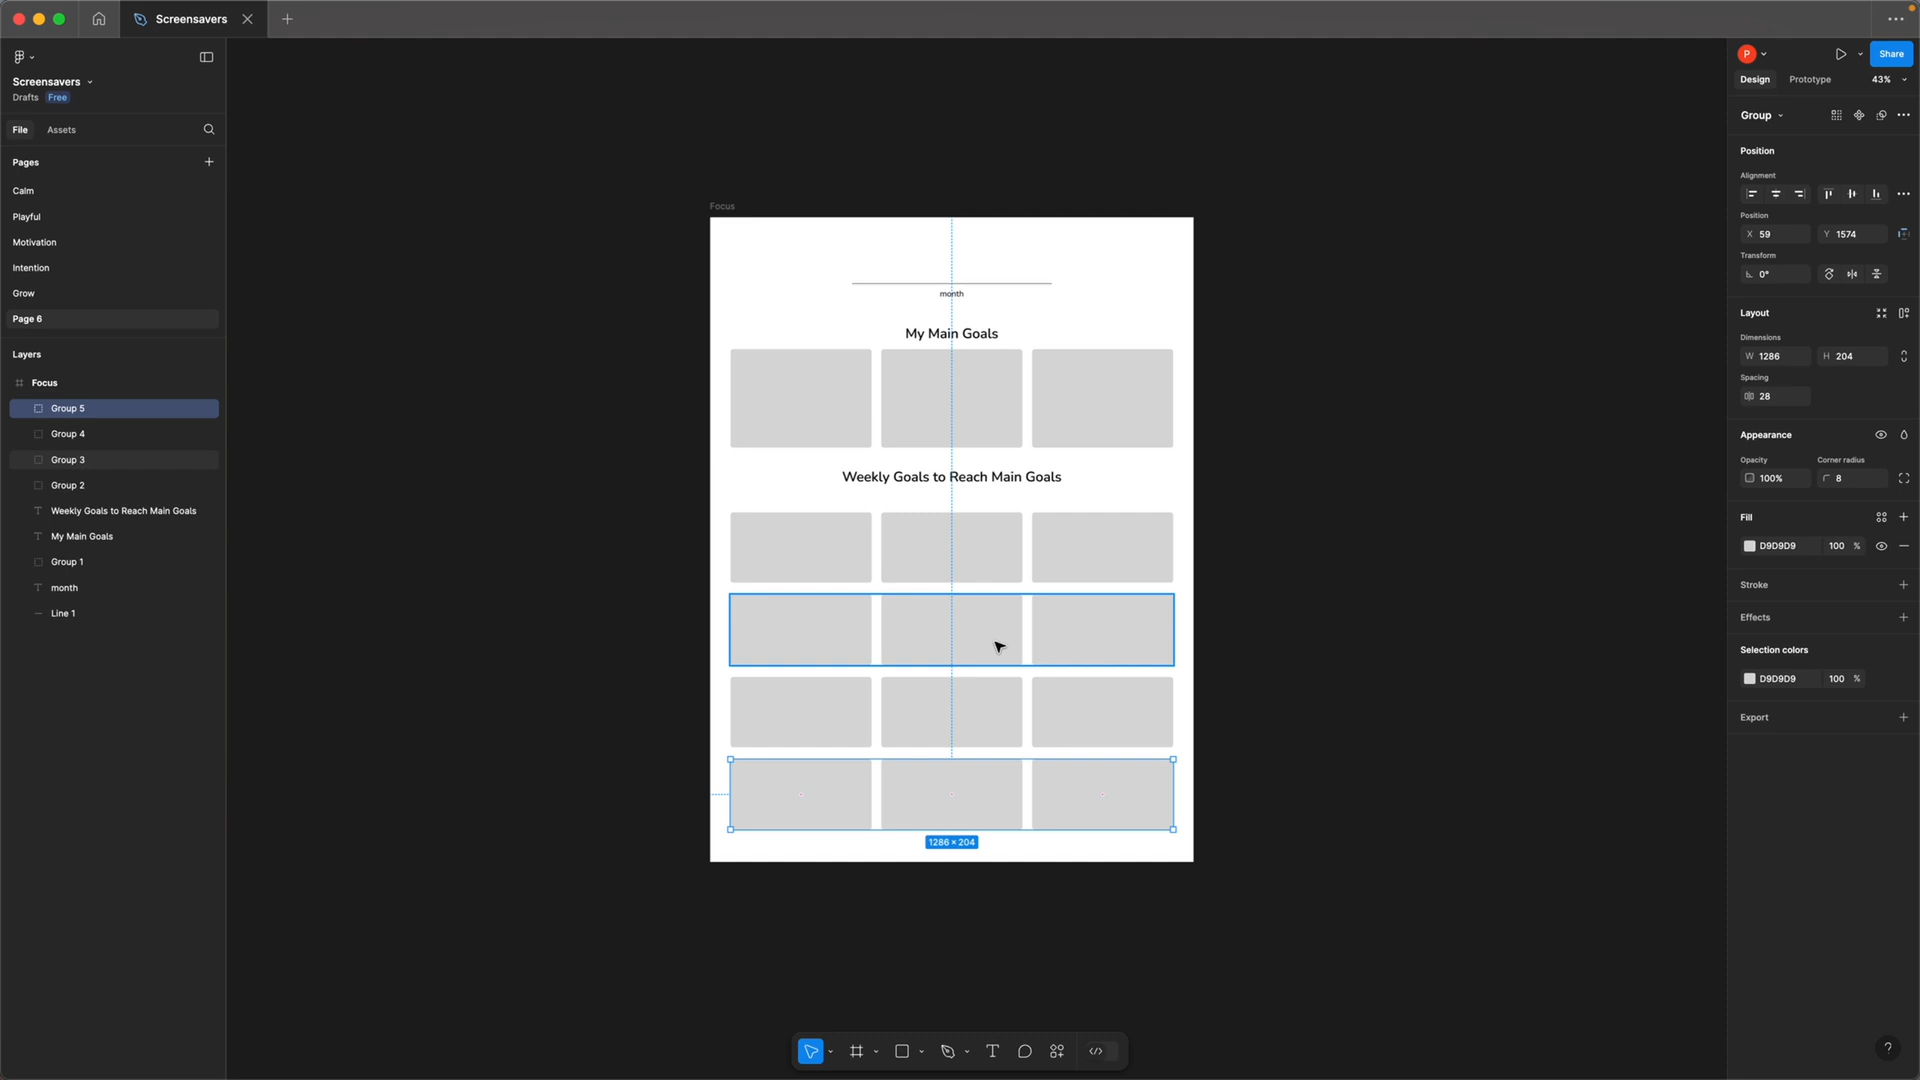 Screensavers
Screensavers
Drafts Free
File Assets
Pages
Calm
Playful
Motivation
Intention
Grow
Page 6
Layers
Focus
Group 5
Group 4
Group 3
Group 2
Weekly Goals to Reach Main Goals
My Main Goals
Group 1
month
Line 1
Focus
month
My Main Goals
Weekly Goals to Reach Main Goals
1286 × 204
P
Share
Design Prototype 43%
Group
Position
Alignment
Position
X 59 Y 1574
Transform
0°
Layout
Dimensions
W 1286 H 204
Spacing
28
Appearance
Opacity Corner radius
100% 8
Fill
D9D9D9 100 %
Stroke
Effects
Selection colors
D9D9D9 100 %
Export
?